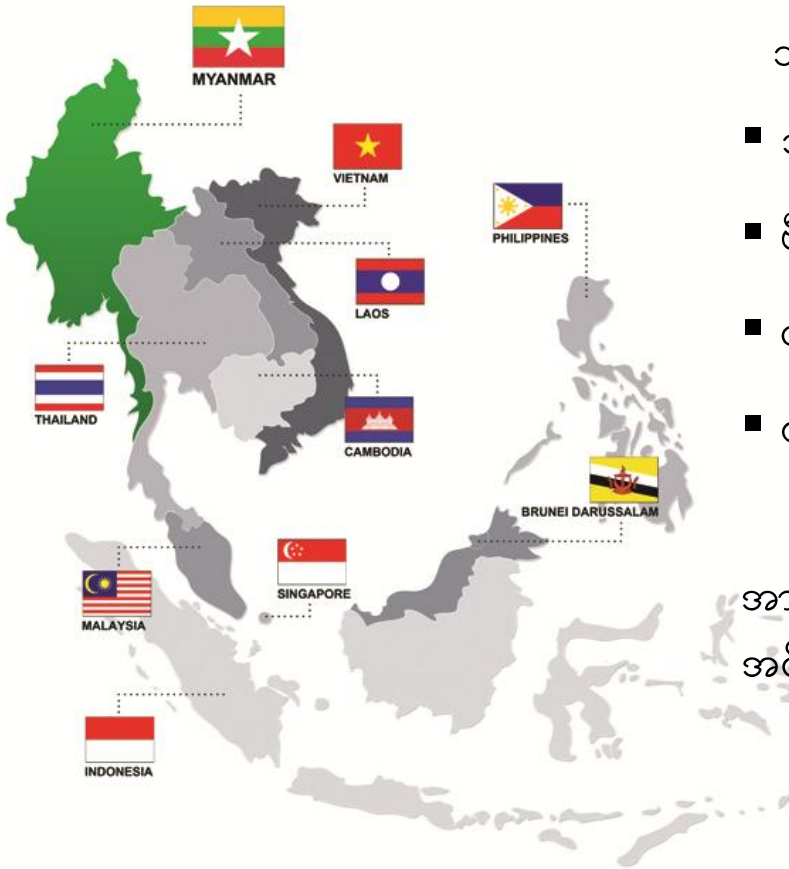 MYANMAR
VIETNAM
PHILIPPINES
LAOS
THAILAND
CAMBODIA
BRUNEI DARUSSALAM
SINGAPORE
MALAYSIA
INDONESIA